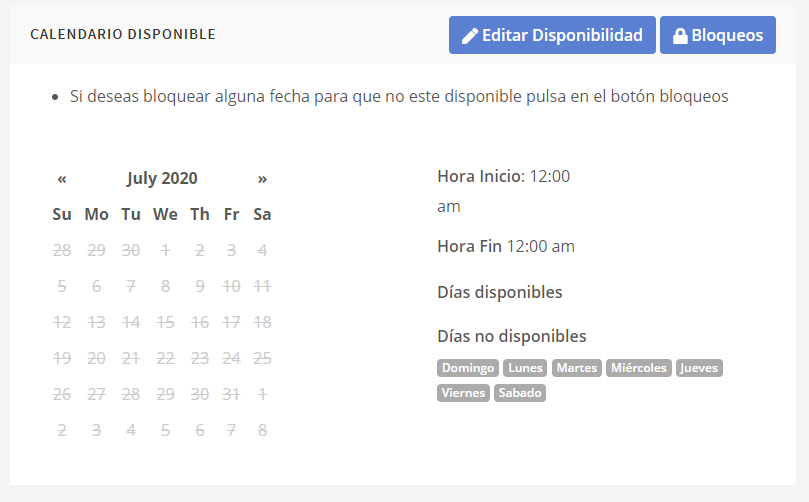 CALENDARIO DISPONIBLE
Editar Disponibilidad
Bloqueos
• Si deseas bloquear alguna fecha para que no este disponible pulsa en el botón bloqueos
« July 2020 »
Su Mo Tu We Th Fr Sa
28 29 30 1 2 3 4
5 6 7 8 9 10 11
12 13 14 15 16 17 18
19 20 21 22 23 24 25
26 27 28 29 30 31 1
2 3 4 5 6 7 8
Hora Inicio: 12:00
am
Hora Fin 12:00 am
Días disponibles
Días no disponibles
Domingo Lunes Martes Miércoles Jueves
Viernes Sabado